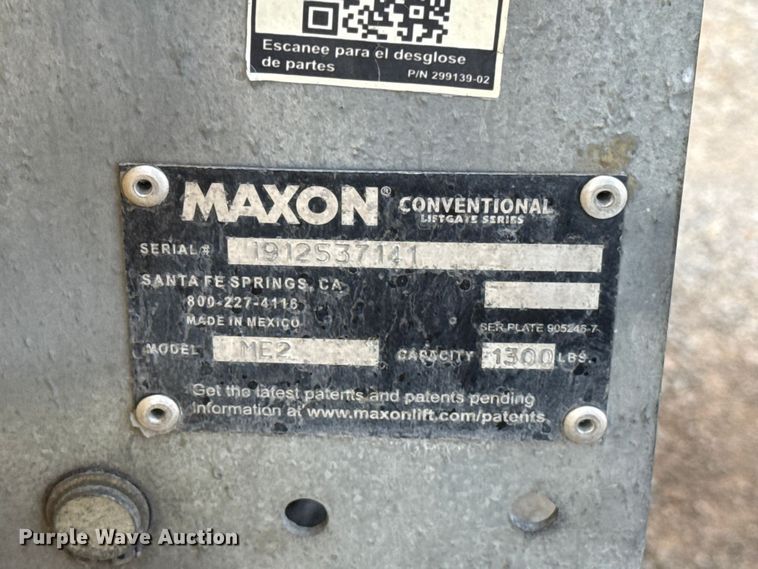 Escanee para el desglose
de partes P/N 299139-02
MAXON® CONVENTIONAL
LIFTGATE SERIES
SERIAL # 1912537141
SANTA FE SPRINGS, CA
800-227-4116
MADE IN MEXICO SER PLATE 905245-7
MODEL ME2 CAPACITY 1300 LBS.
Get the latest patents and patents pending
information at www.maxonlift.com/patents
Purple Wave Auction